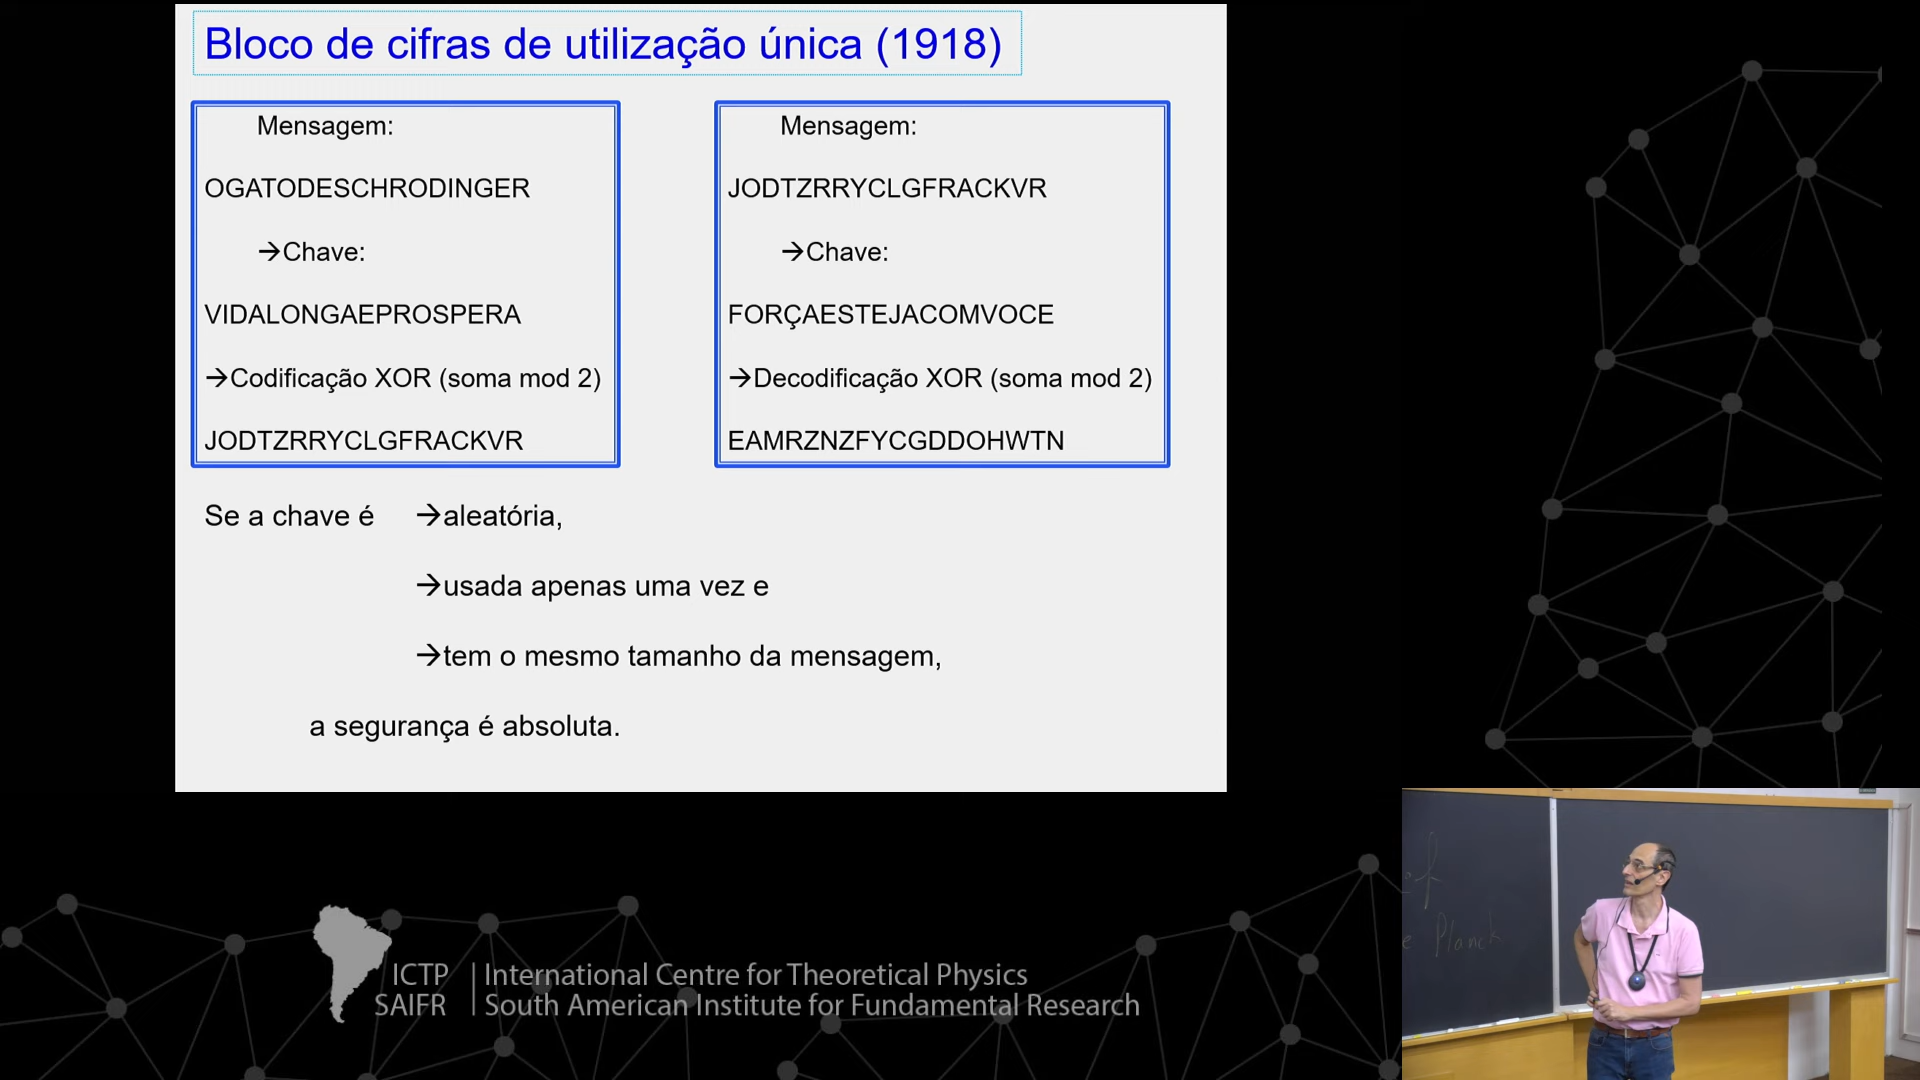 Bloco de cifras de utilização única (1918)
Mensagem:
OGATODESCHRODINGER
→Chave:
VIDALONGAEPROSPERA
→Codificação XOR (soma mod 2)
JODTZRRYCLGFRACKVR
Mensagem:
JODTZRRYCLGFRACKVR
→Chave:
FORÇAESTEJACOMVOCE
→Decodificação XOR (soma mod 2)
EAMRZNZFYCGDDOHWTN
Se a chave é →aleatória,
→usada apenas uma vez e
→tem o mesmo tamanho da mensagem,
a segurança é absoluta.
Planck
ICTP | International Centre for Theoretical Physics
SAIFR | South American Institute for Fundamental Research